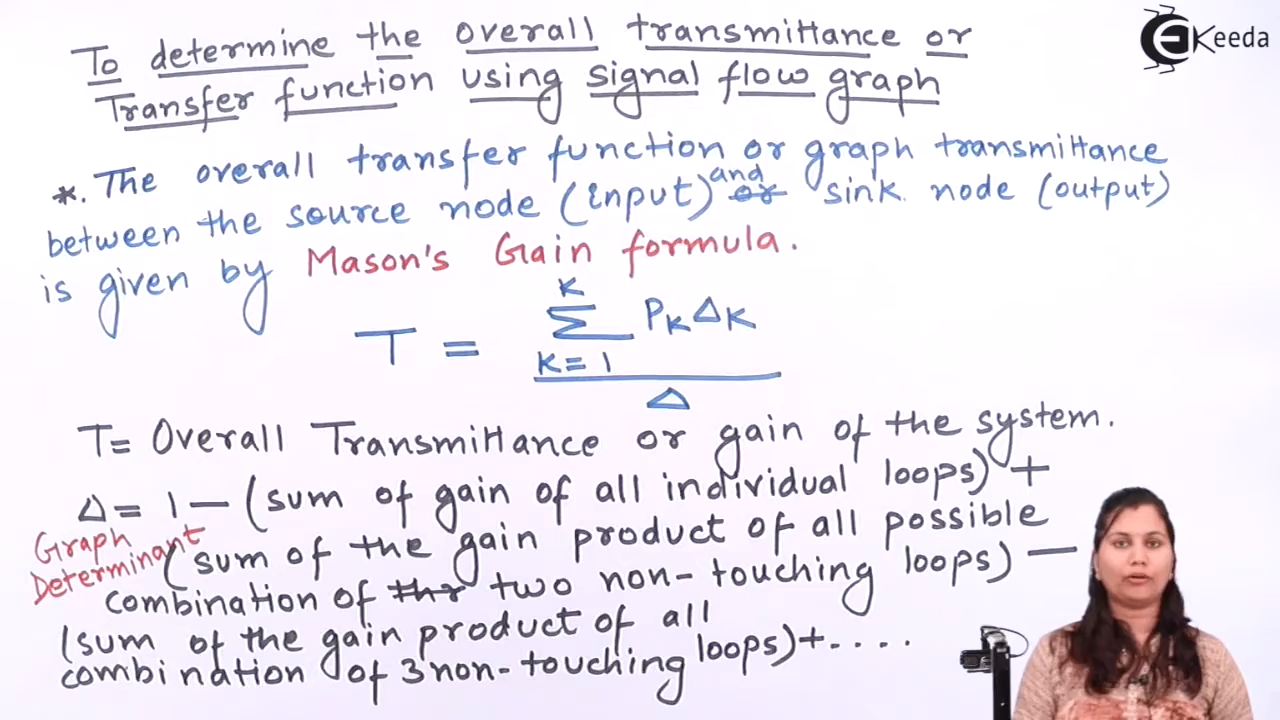 To determine the overall transmittance or
Transfer function using signal flow graph
EKeeda
*. The overall transfer function or graph transmittance
between the source node (input) and or sink node (output)
is given by Mason's Gain formula.
T = K Σ K=1 PK ΔK / Δ
T= Overall Transmittance or gain of the system.
Δ= 1 — (sum of gain of all individual loops) +
Graph Determinant
(sum of the gain product of all possible
combination of thr two non-touching loops) —
(sum of the gain product of all
combination of 3 non-touching loops)+....